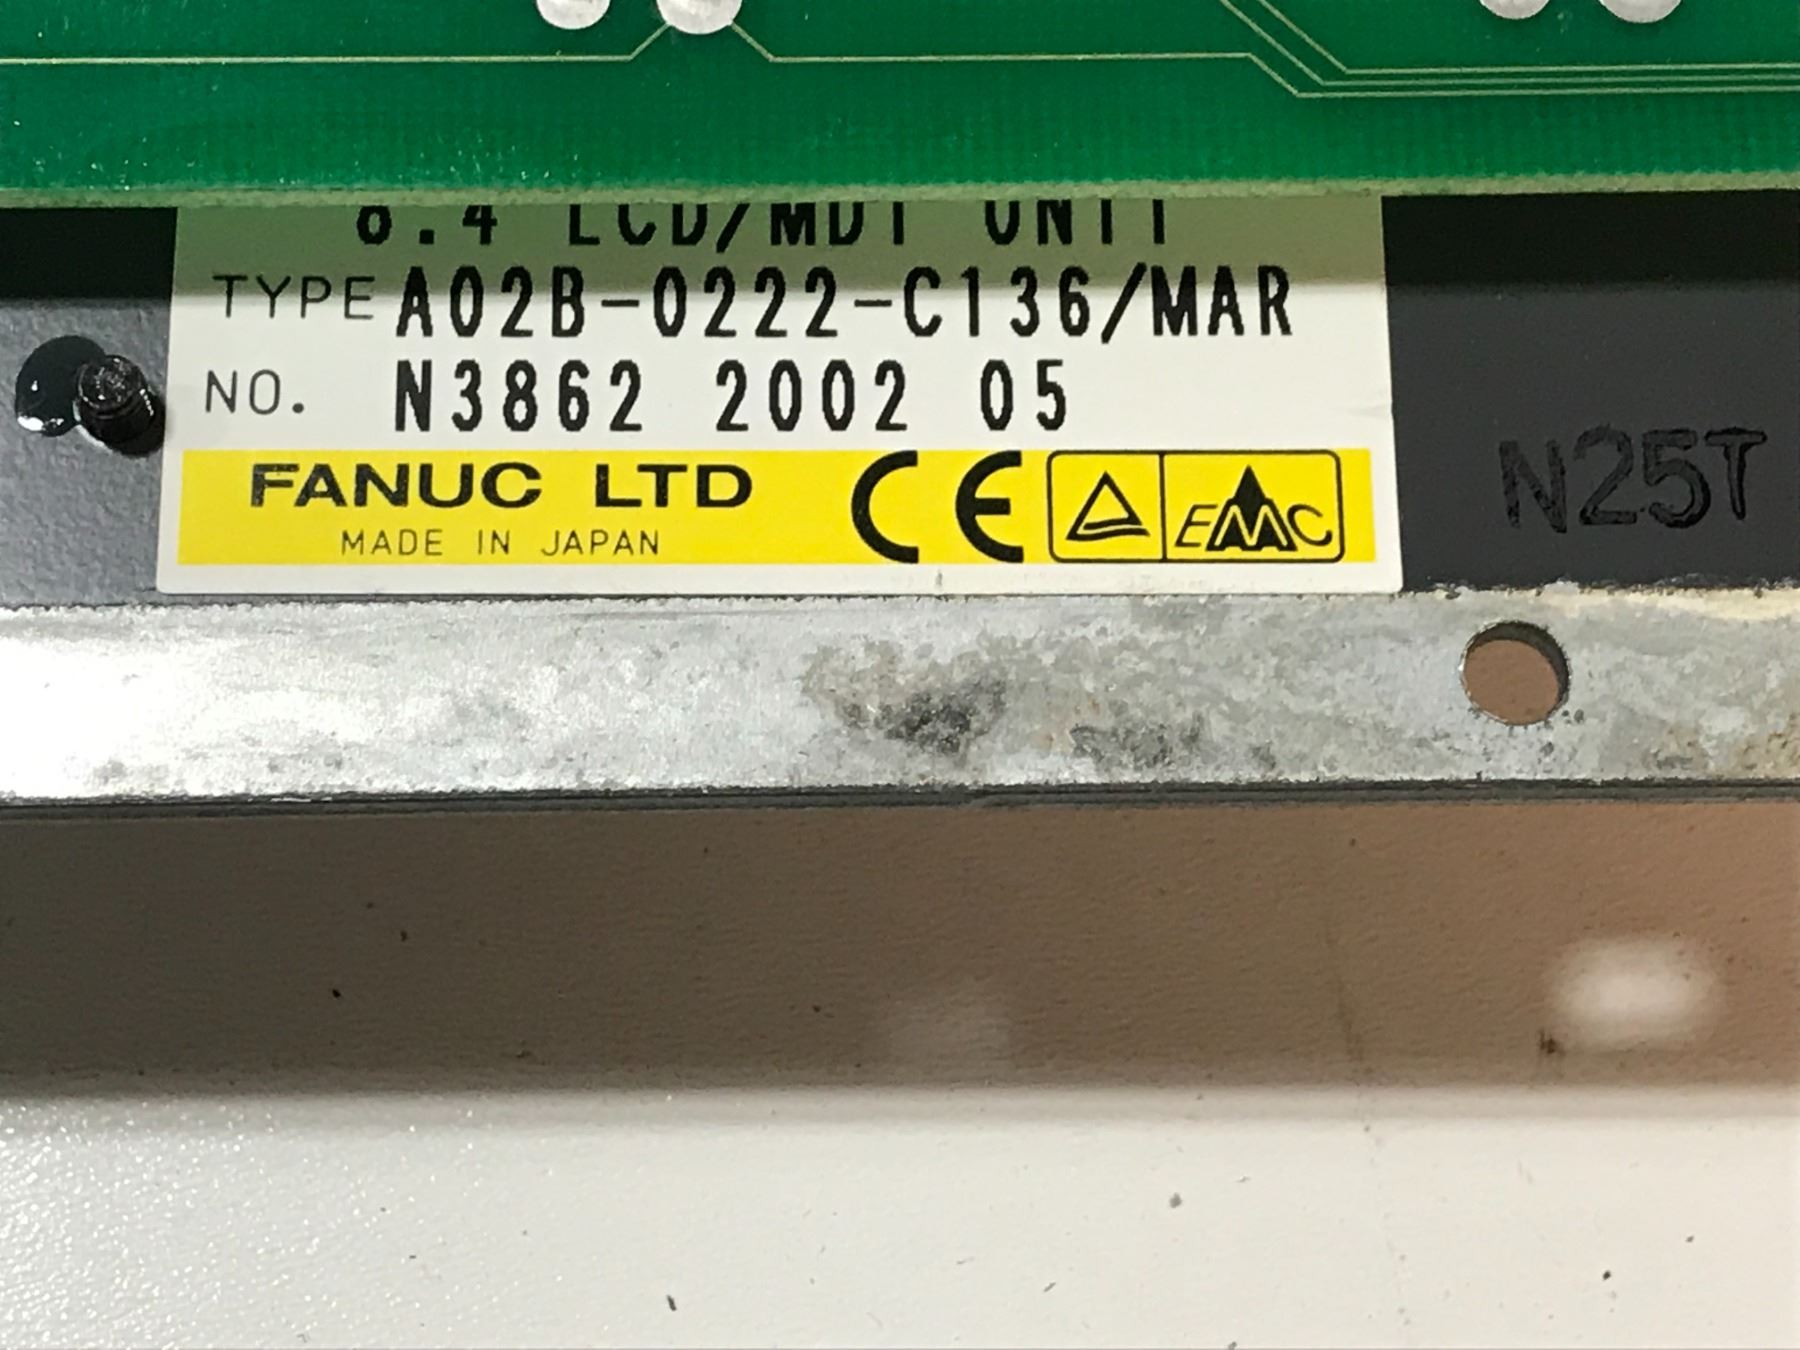 8.4 LCD/MDI UNIT
TYPE A02B-0222-C136/MAR
NO. N3862 2002 05
FANUC LTD CE EMC
MADE IN JAPAN
N25T